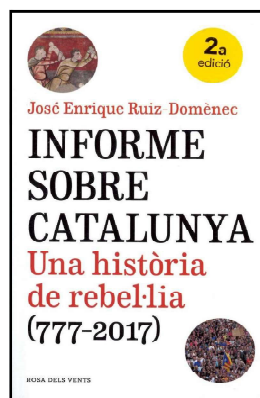 2a
edició
José Enrique Ruiz-Domènec
INFORME
SOBRE
CATALUNYA
Una història
de rebel·lia
(777-2017)
ROSA DELS VENTS